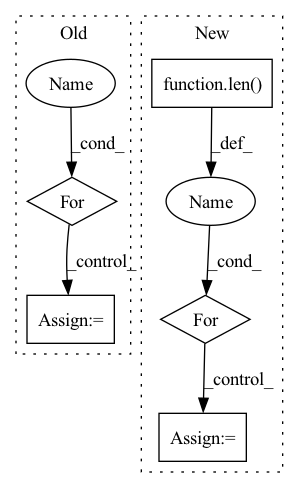 Old
New
Name
function.len()
_cond_
_def_
For
Name
_control_
_cond_
Assign:=
For
_control_
Assign:=